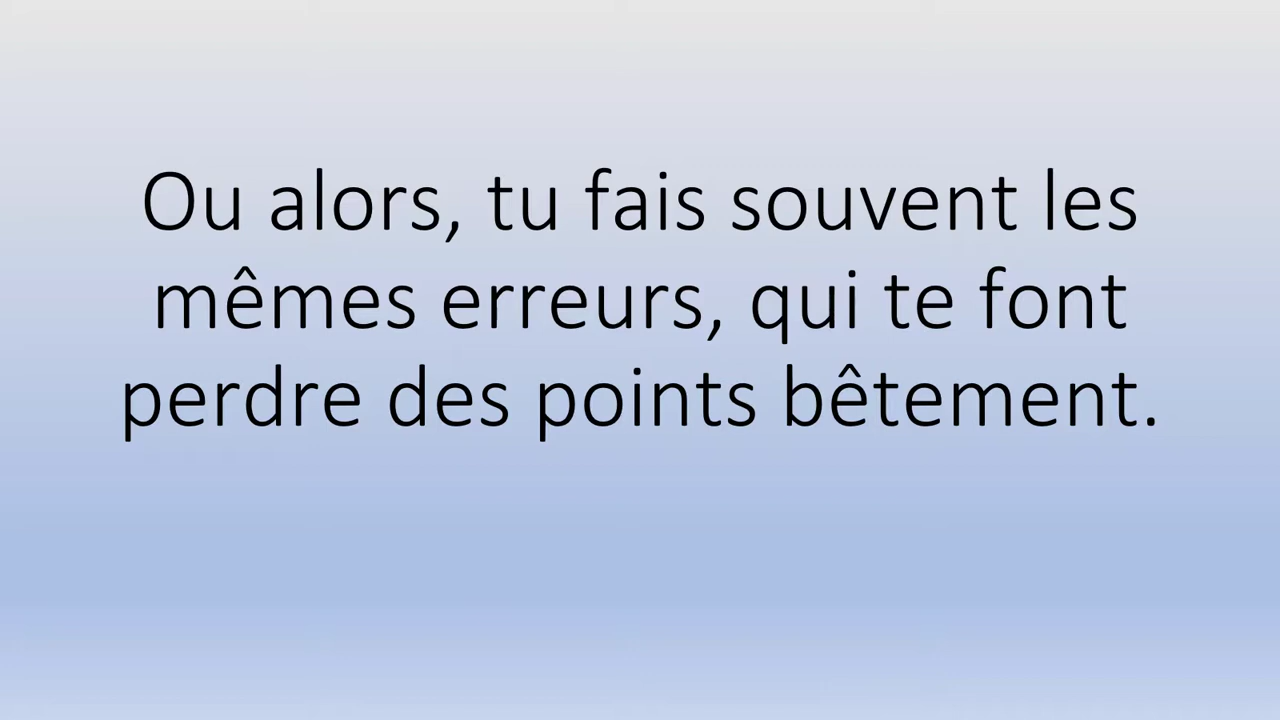 Ou alors, tu fais souvent les
mêmes erreurs, qui te font
perdre des points bêtement.